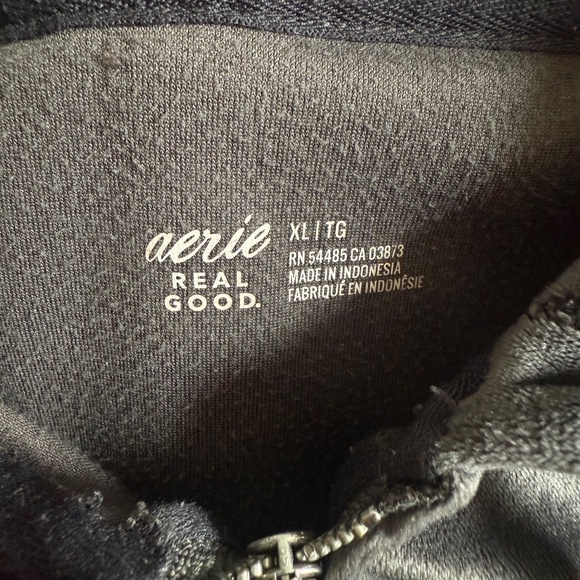 aerie
REAL
GOOD.
XL | TG
RN 54485 CA 03873
MADE IN INDONESIA
FABRIQUÉ EN INDONÉSIE